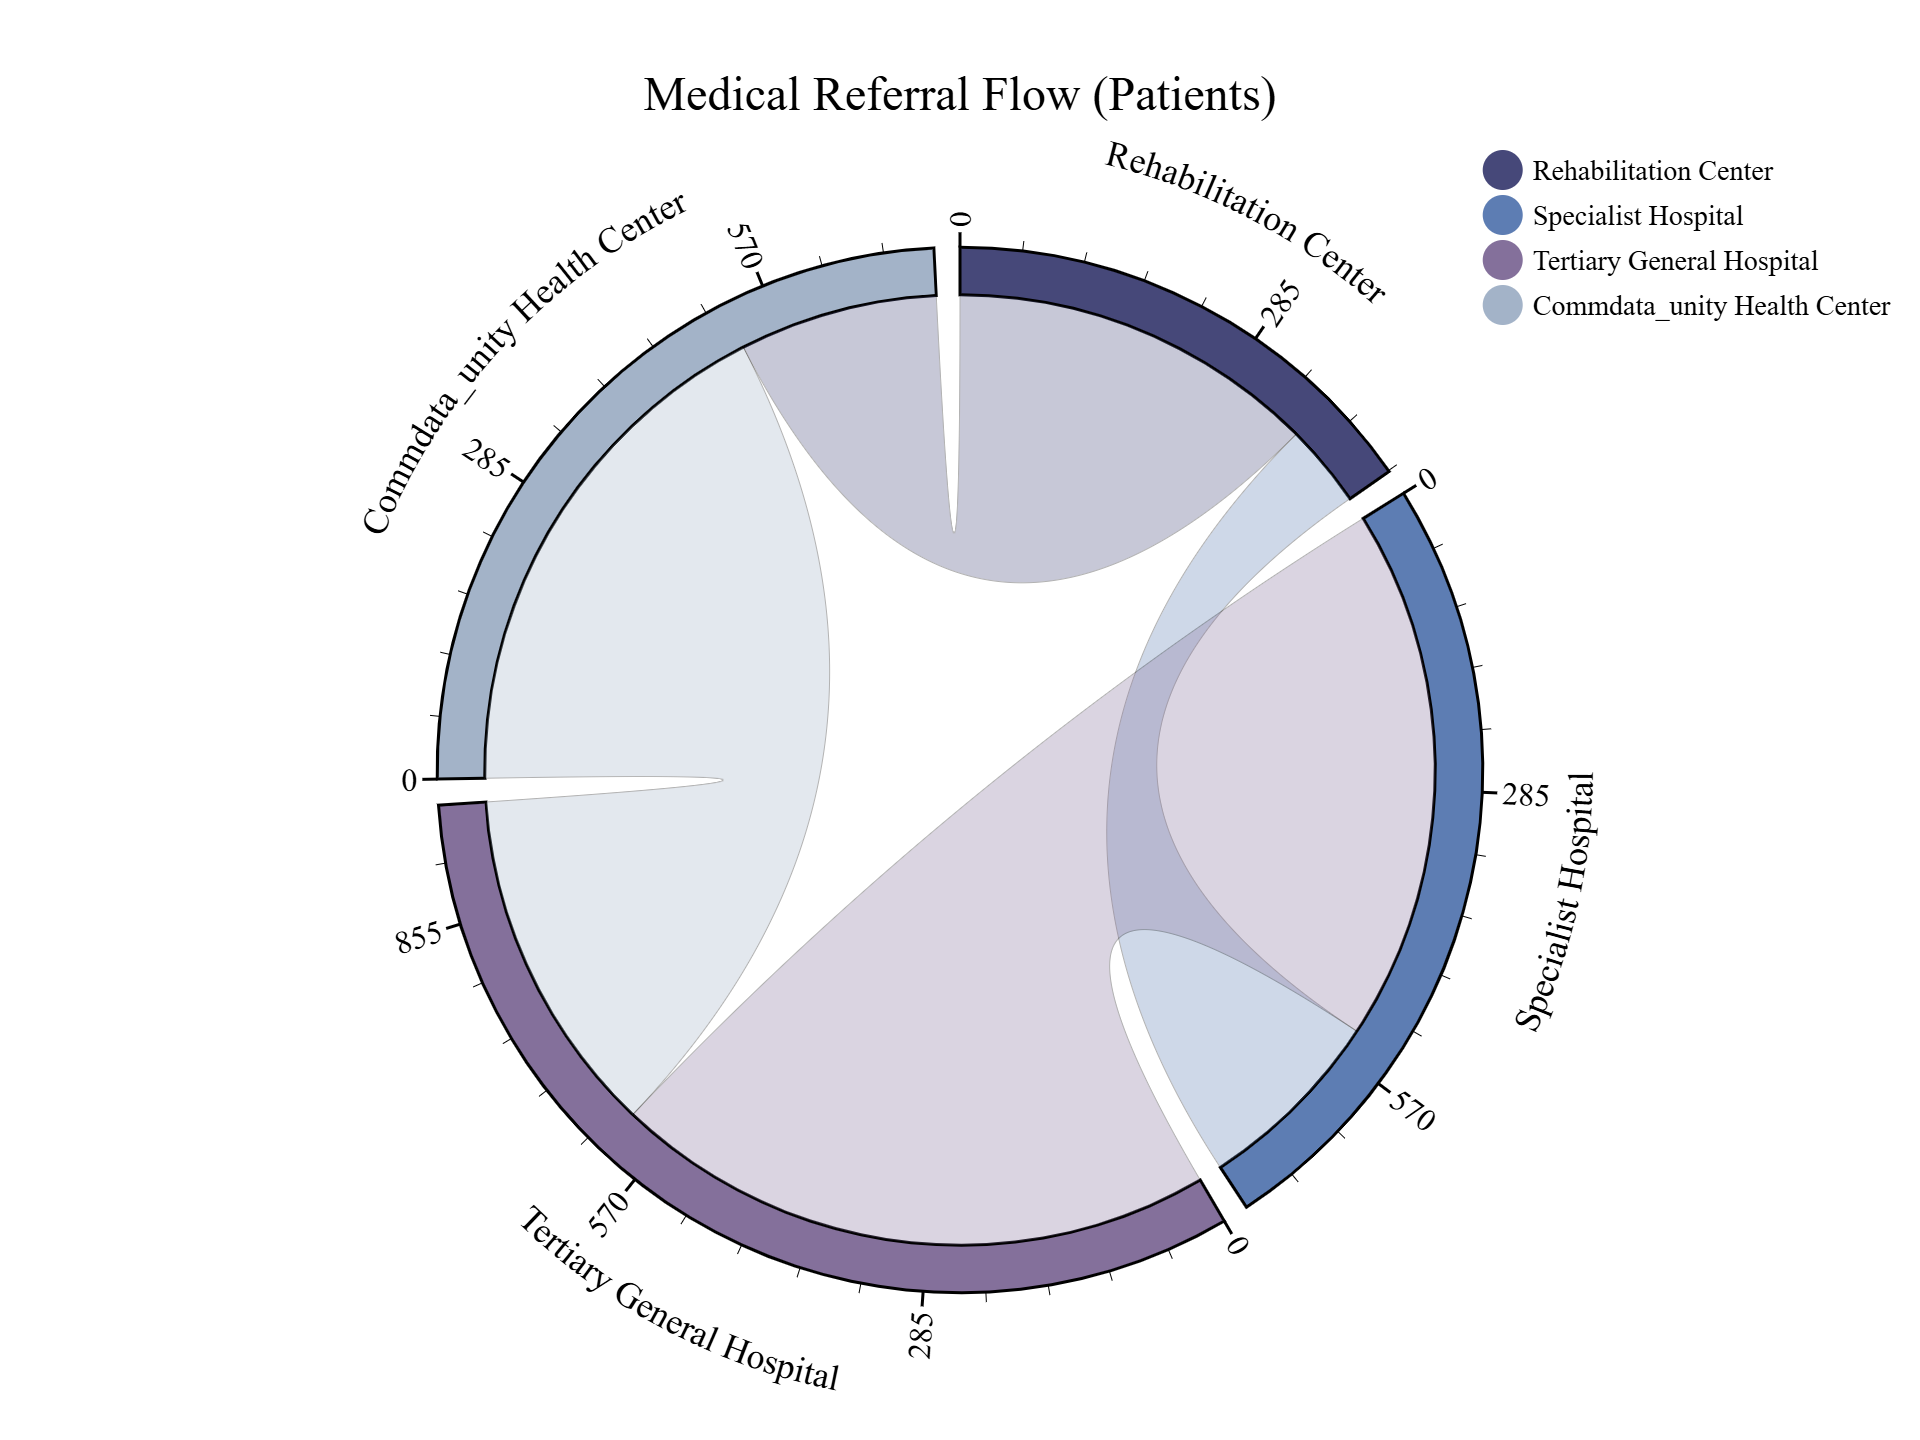 Medical Referral Flow (Patients)
Rehabilitation Center
Specialist Hospital
Tertiary General Hospital
Commdata_unity Health Center
Rehabilitation Center
0
285
Specialist Hospital
0
285
570
Tertiary General Hospital
0
285
570
855
Commdata_unity Health Center
0
285
570